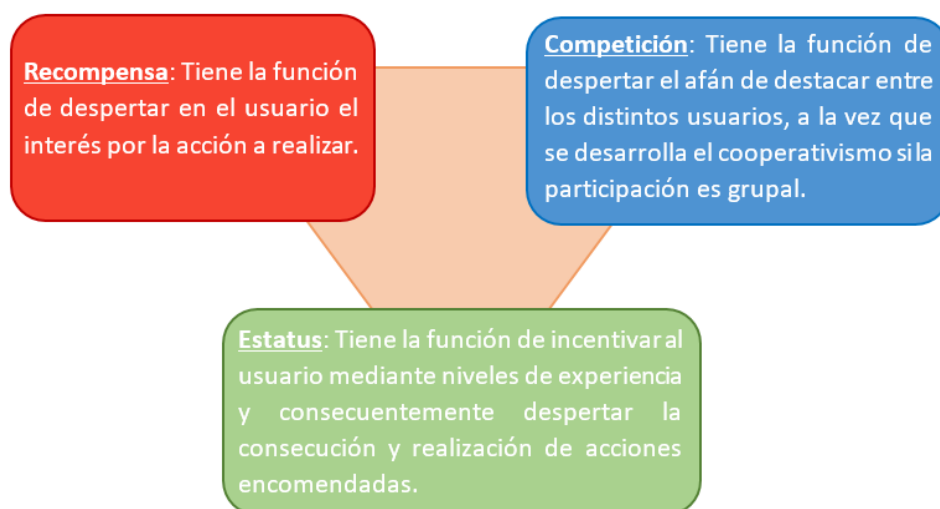 Recompensa: Tiene la función
de despertar en el usuario el
interés por la acción a realizar.
Competición: Tiene la función de
despertar el afán de destacar entre
los distintos usuarios, a la vez que
se desarrolla el cooperativismo si la
participación es grupal.
Estatus: Tiene la función de incentivar al
usuario mediante niveles de experiencia
y consecuentemente despertar la
consecución y realización de acciones
encomendadas.